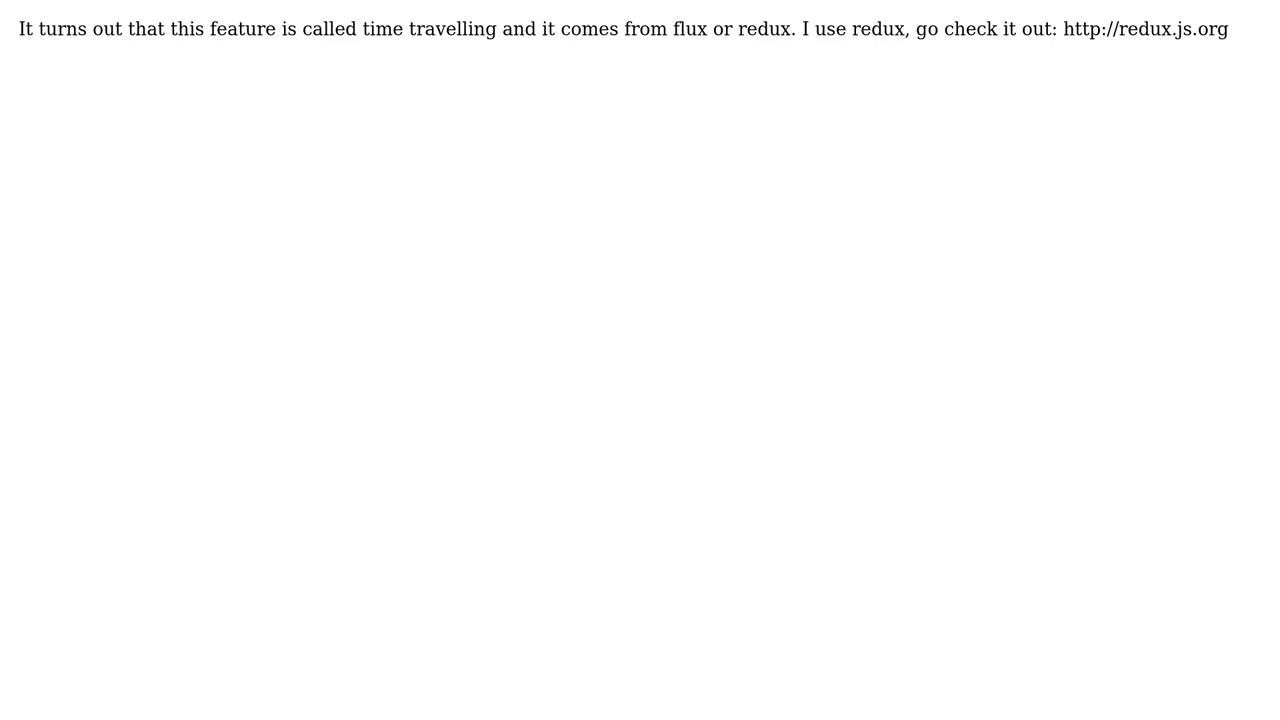 It turns out that this feature is called time travelling and it comes from flux or redux. I use redux, go check it out: http://redux.js.org